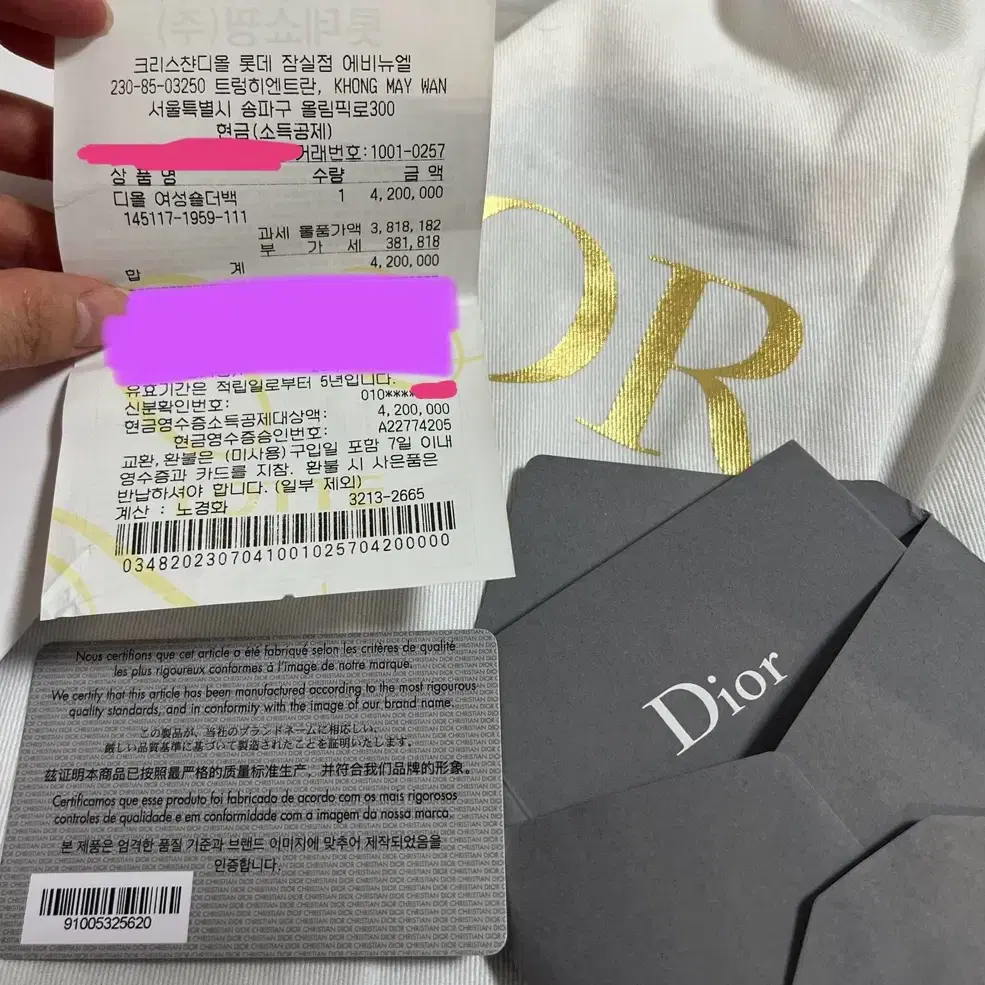 롯데쇼핑(주)
크리스챤디올 롯데 잠실점 에비뉴엘
230-85-03250 트렁히엔트란, KHONG MAY WAN
서울특별시 송파구 올림픽로300
현금(소득공제)
거래번호:1001-0257
상 품 명 수량 금 액
디올 여성숄더백 1 4,200,000
145117-1959-111
과세 물품가액 3,818,182
부 가 세 381,818
합 계 4,200,000
유효기간은 적립일로부터 5년입니다.
신분확인번호: 010****
현금영수증소득공제대상액: 4,200,000
현금영수증승인번호: A22774205
교환,환불은 (미사용)구입일 포함 7일 이내
영수증과 카드를 지참. 환불 시 사은품은
반납하셔야 합니다.(일부 제외)
계산 : 노경화 3213-2665
0348202307041001025704200000
OR
Dior
Nous certifions que cet article a été fabriqué selon les critères de qualité
les plus rigoureux conformes à l'image de notre marque.
We certify that this article has been manufactured according to the most rigourous
quality standards, and in conformity with the image of our brand name.
この製品が、当社のブランドネームに相応しい、
厳しい品質基準に基づいて製造されたことを証明いたします。
兹证明本商品已按照最严格的质量标准生产，并符合我们品牌的形象。
Certificamos que esse produto foi fabricado de acordo com os mais rigorosos
controles de qualidade e em conformidade com a imagem da nossa marca.
본 제품은 엄격한 품질 기준과 브랜드 이미지에 맞추어 제작되었음을
인증합니다.
91005325620